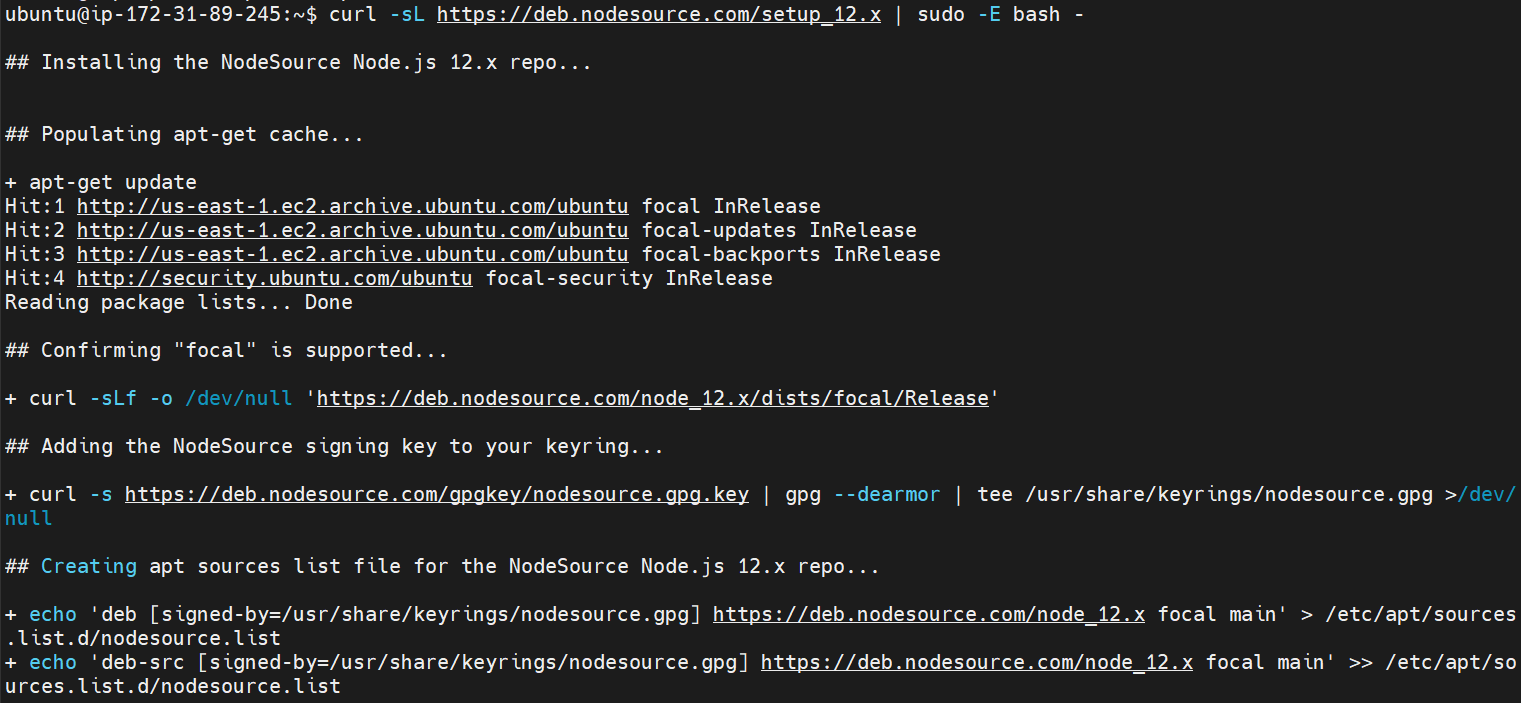 ubuntu@ip-172-31-89-245:~$ curl -sL https://deb.nodesource.com/setup_12.x | sudo -E bash -
## Installing the NodeSource Node.js 12.x repo...
## Populating apt-get cache...
+ apt-get update
Hit:1 http://us-east-1.ec2.archive.ubuntu.com/ubuntu focal InRelease
Hit:2 http://us-east-1.ec2.archive.ubuntu.com/ubuntu focal-updates InRelease
Hit:3 http://us-east-1.ec2.archive.ubuntu.com/ubuntu focal-backports InRelease
Hit:4 http://security.ubuntu.com/ubuntu focal-security InRelease
Reading package lists... Done
## Confirming "focal" is supported...
+ curl -sLf -o /dev/null 'https://deb.nodesource.com/node_12.x/dists/focal/Release'
## Adding the NodeSource signing key to your keyring...
+ curl -s https://deb.nodesource.com/gpgkey/nodesource.gpg.key | gpg --dearmor | tee /usr/share/keyrings/nodesource.gpg >/dev/
null
## Creating apt sources list file for the NodeSource Node.js 12.x repo...
+ echo 'deb [signed-by=/usr/share/keyrings/nodesource.gpg] https://deb.nodesource.com/node_12.x focal main' > /etc/apt/sources
.list.d/nodesource.list
+ echo 'deb-src [signed-by=/usr/share/keyrings/nodesource.gpg] https://deb.nodesource.com/node_12.x focal main' >> /etc/apt/so
urces.list.d/nodesource.list